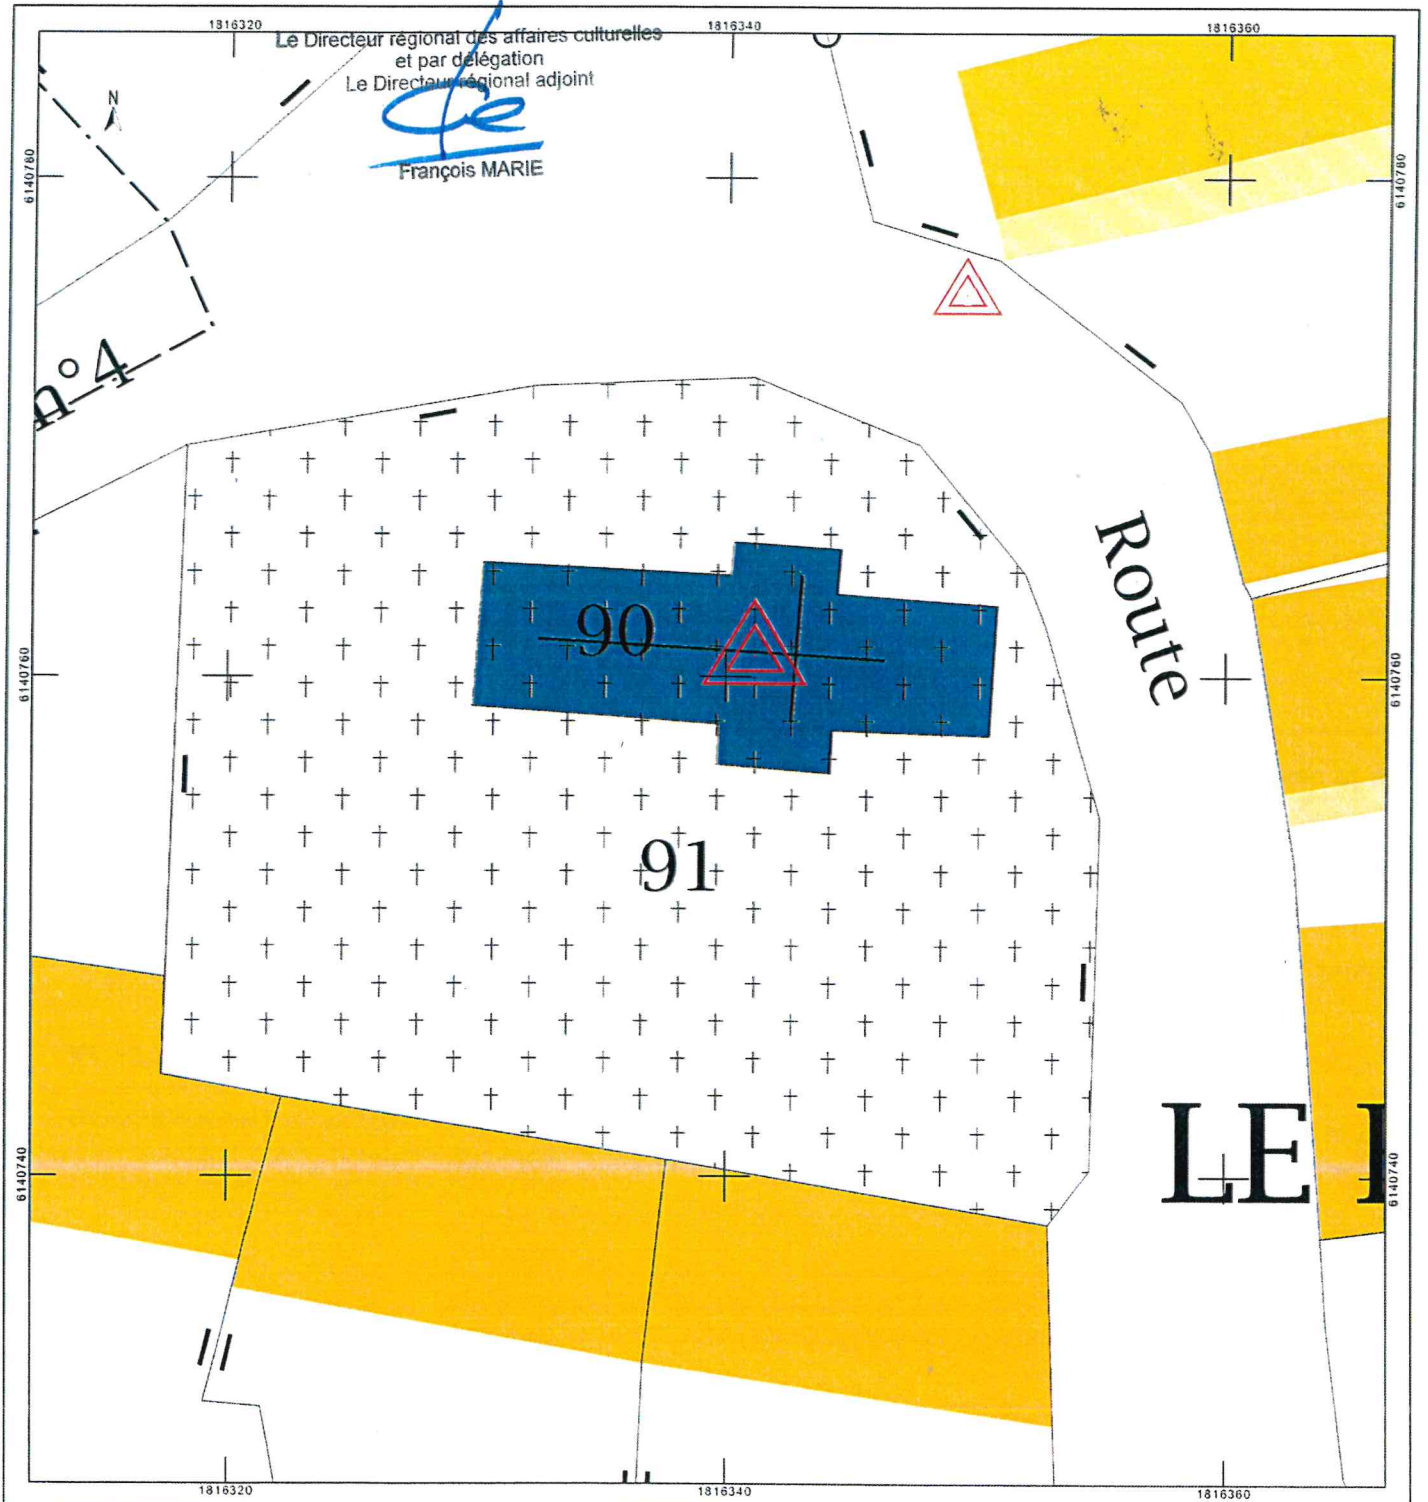 1816320
1816340
1816360
Le Directeur régional des affaires culturelles
et par délégation
Le Directeur régional adjoint
François MARIE
N
6140780
6140780
n°4
Route
90
6140760
6140760
91
LE
6140740
6140740
1816320
1816340
1816360